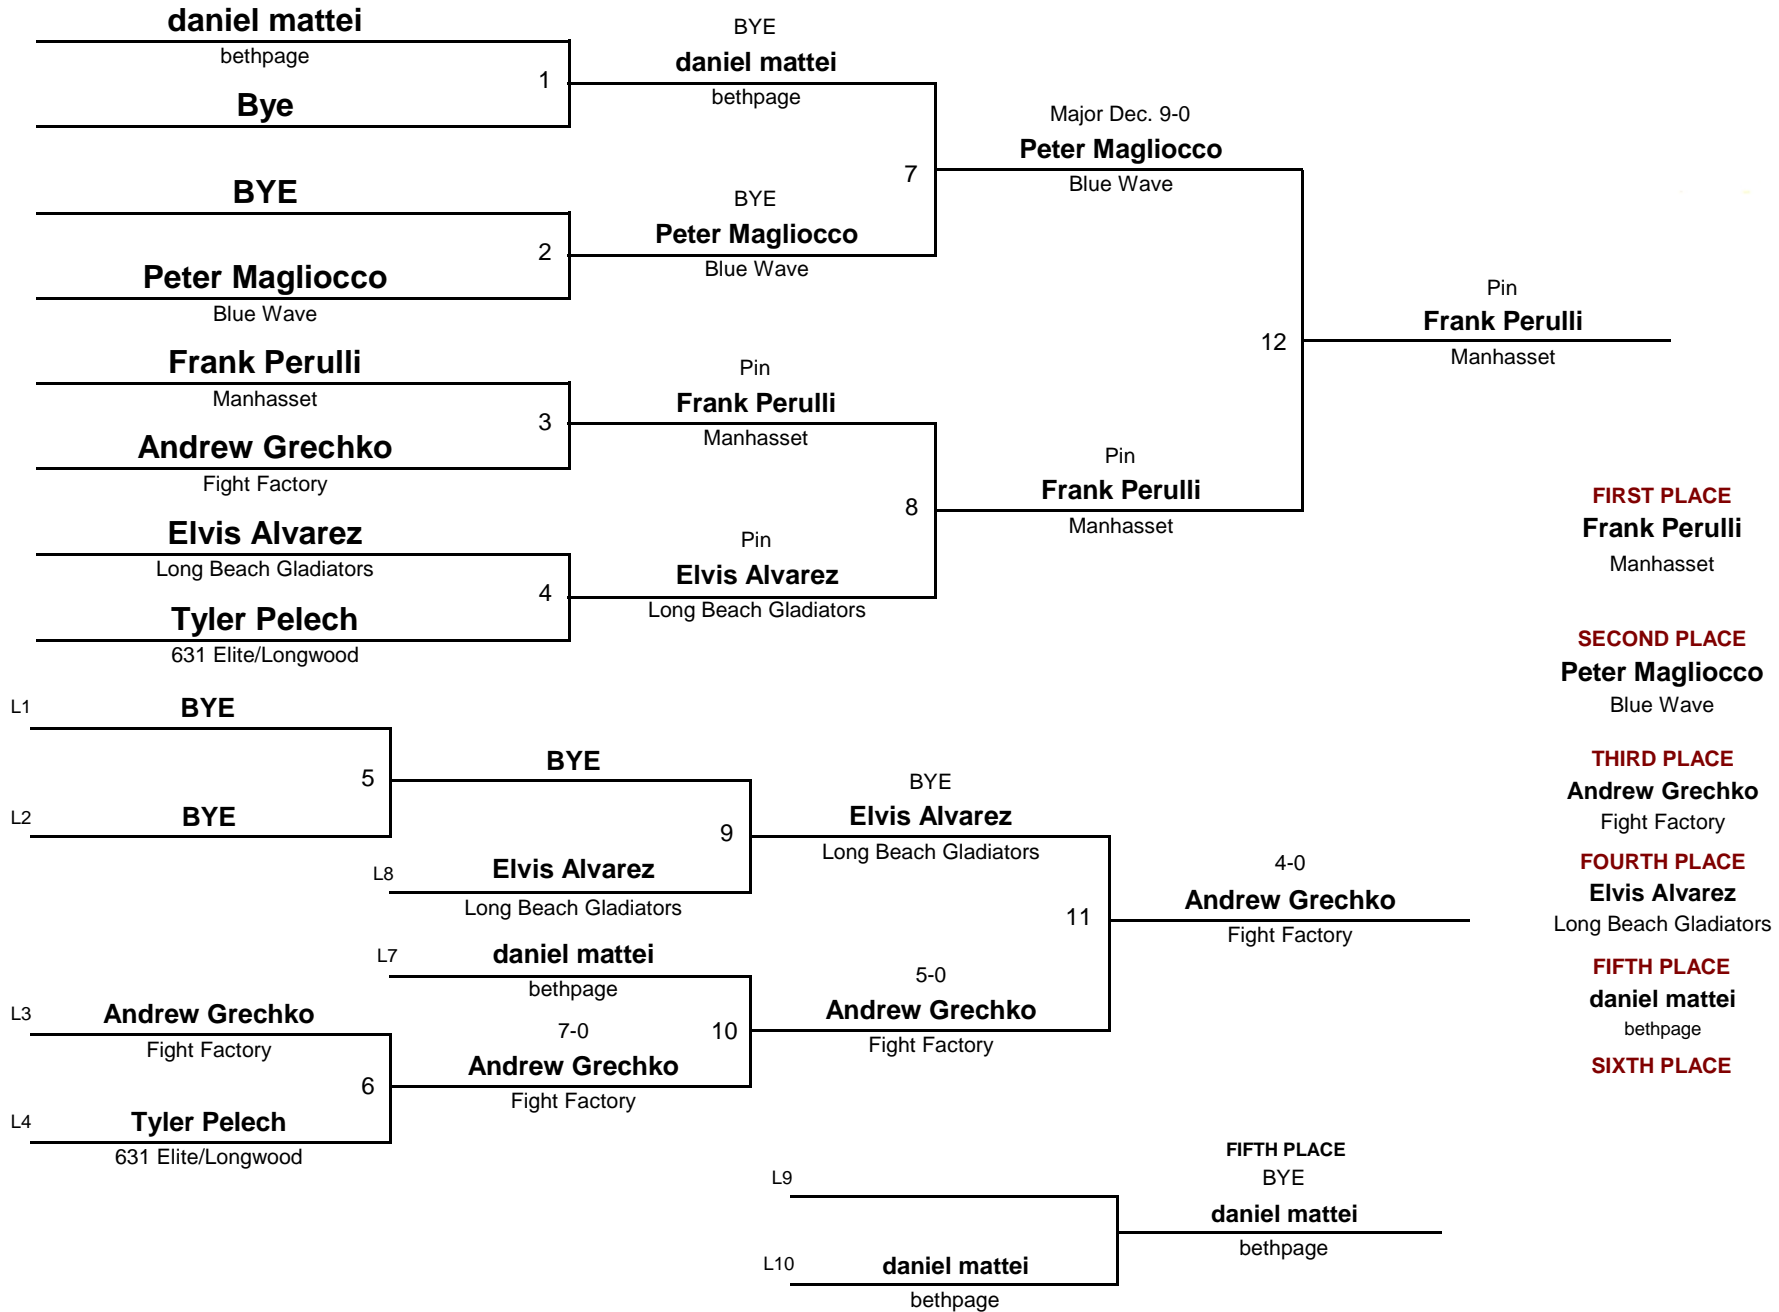 daniel mattei
bethpage
1
Bye
BYE
2
Peter Magliocco
Blue Wave
Frank Perulli
Manhasset
3
Andrew Grechko
Fight Factory
Elvis Alvarez
Long Beach Gladiators
4
Tyler Pelech
631 Elite/Longwood
BYE
daniel mattei
bethpage
7
BYE
Peter Magliocco
Blue Wave
Pin
Frank Perulli
Manhasset
8
Pin
Elvis Alvarez
Long Beach Gladiators
Major Dec. 9-0
Peter Magliocco
Blue Wave
12
Pin
Frank Perulli
Manhasset
Pin
Frank Perulli
Manhasset
L1
BYE
5
L2
BYE
BYE
9
L8
Elvis Alvarez
Long Beach Gladiators
L7
daniel mattei
bethpage
10
L3
Andrew Grechko
Fight Factory
6
L4
Tyler Pelech
631 Elite/Longwood
7-0
Andrew Grechko
Fight Factory
BYE
Elvis Alvarez
Long Beach Gladiators
11
5-0
Andrew Grechko
Fight Factory
4-0
Andrew Grechko
Fight Factory
L9
L10
daniel mattei
bethpage
FIFTH PLACE
BYE
daniel mattei
bethpage
FIRST PLACE
Frank Perulli
Manhasset
SECOND PLACE
Peter Magliocco
Blue Wave
THIRD PLACE
Andrew Grechko
Fight Factory
FOURTH PLACE
Elvis Alvarez
Long Beach Gladiators
FIFTH PLACE
daniel mattei
bethpage
SIXTH PLACE